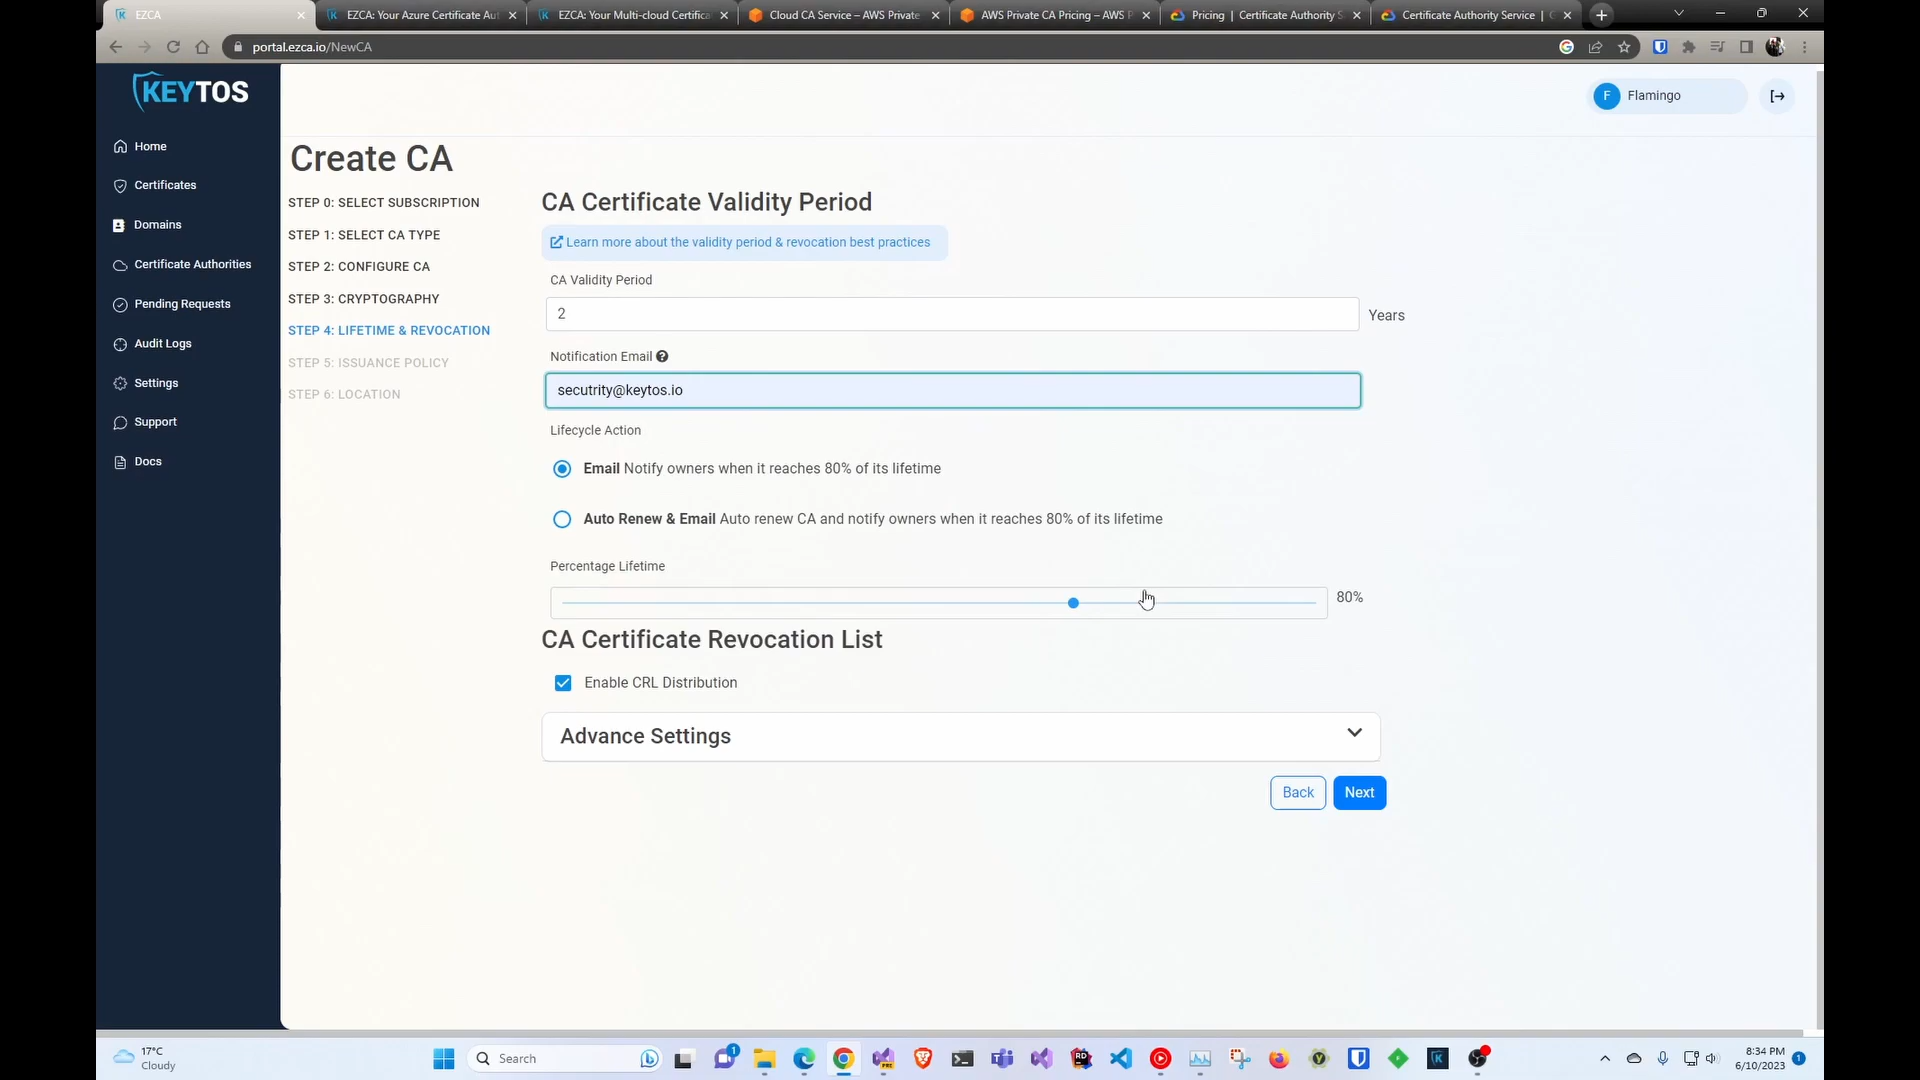 EZCA
EZCA: Your Azure Certificate Aut
EZCA: Your Multi-cloud Certifica
Cloud CA Service – AWS Private
AWS Private CA Pricing – AWS P
Pricing | Certificate Authority S
Certificate Authority Service | G
portal.ezca.io/NewCA
KEYTOS
F Flamingo
Home
Certificates
Domains
Certificate Authorities
Pending Requests
Audit Logs
Settings
Support
Docs
Create CA
STEP 0: SELECT SUBSCRIPTION
STEP 1: SELECT CA TYPE
STEP 2: CONFIGURE CA
STEP 3: CRYPTOGRAPHY
STEP 4: LIFETIME & REVOCATION
STEP 5: ISSUANCE POLICY
STEP 6: LOCATION
CA Certificate Validity Period
Learn more about the validity period & revocation best practices
CA Validity Period
2 Years
Notification Email
secutrity@keytos.io
Lifecycle Action
Email Notify owners when it reaches 80% of its lifetime
Auto Renew & Email Auto renew CA and notify owners when it reaches 80% of its lifetime
Percentage Lifetime
80%
CA Certificate Revocation List
Enable CRL Distribution
Advance Settings
Back Next
17°C
Cloudy
Search
8:34 PM
6/10/2023